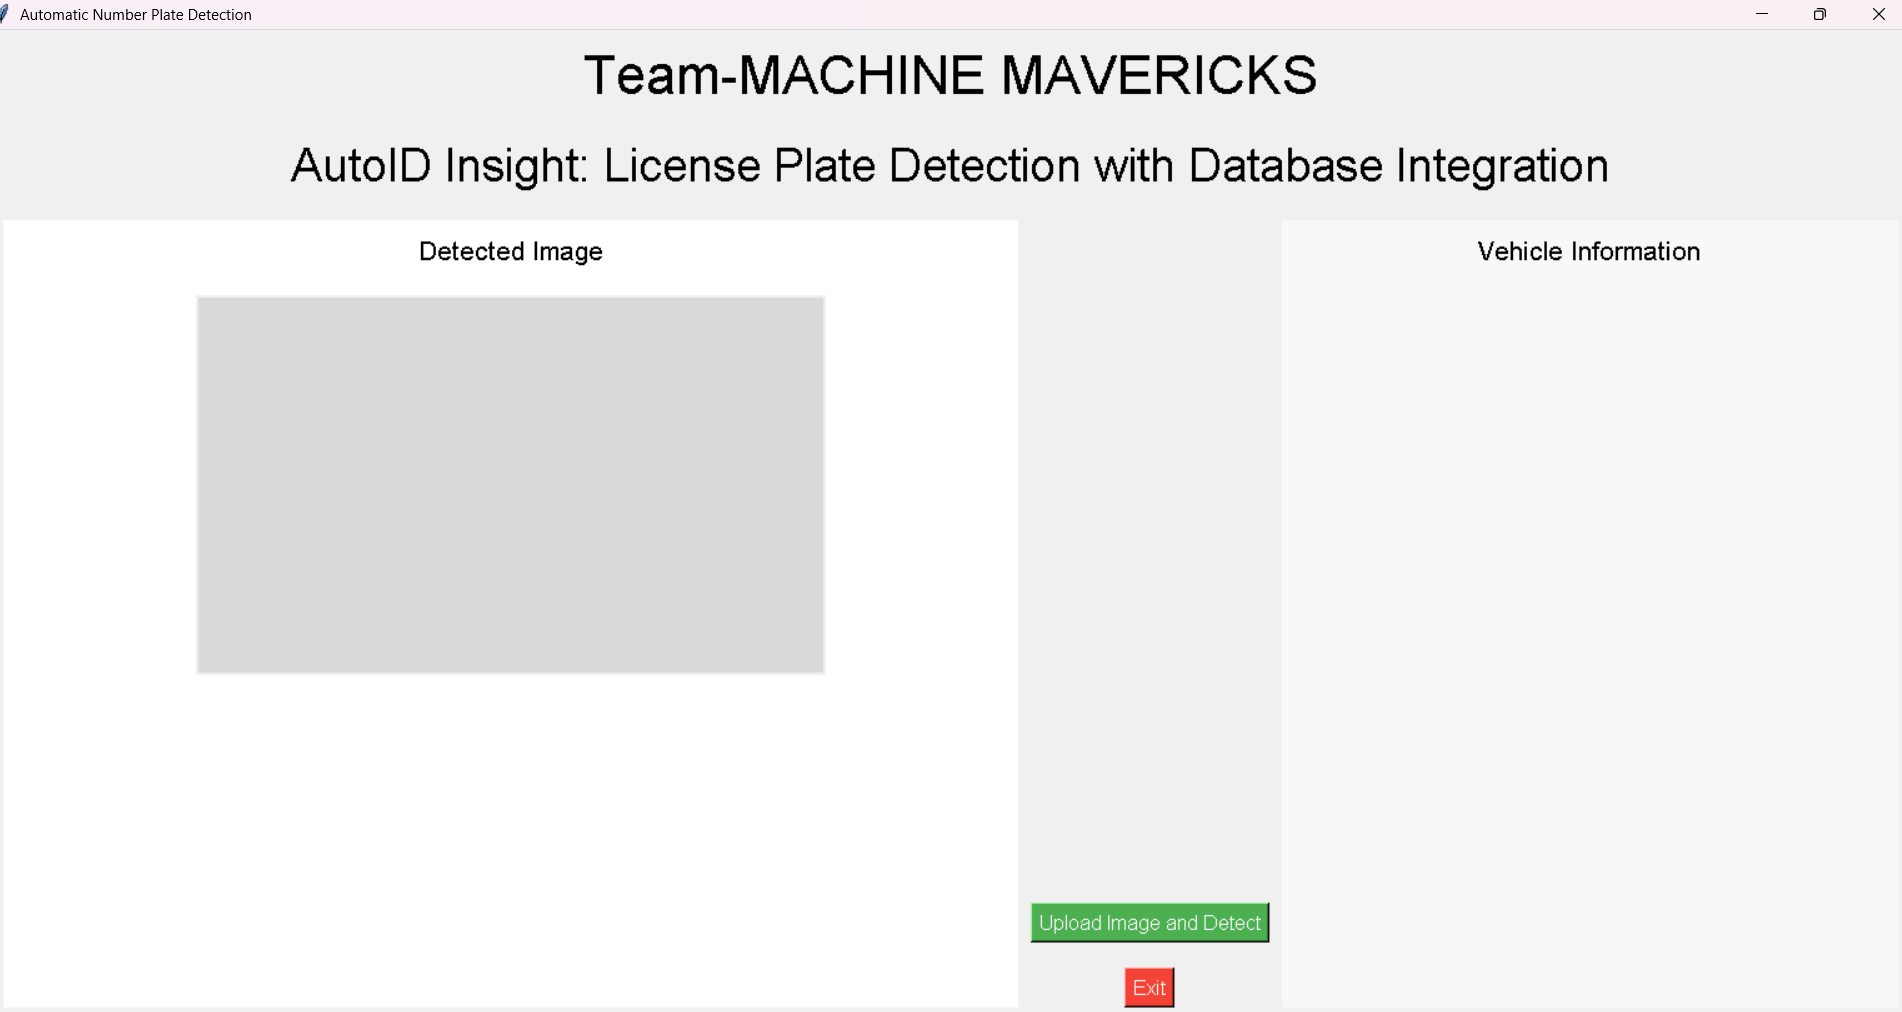 Automatic Number Plate Detection
Team-MACHINE MAVERICKS
AutoID Insight: License Plate Detection with Database Integration
Detected Image
Vehicle Information
Upload Image and Detect
Exit